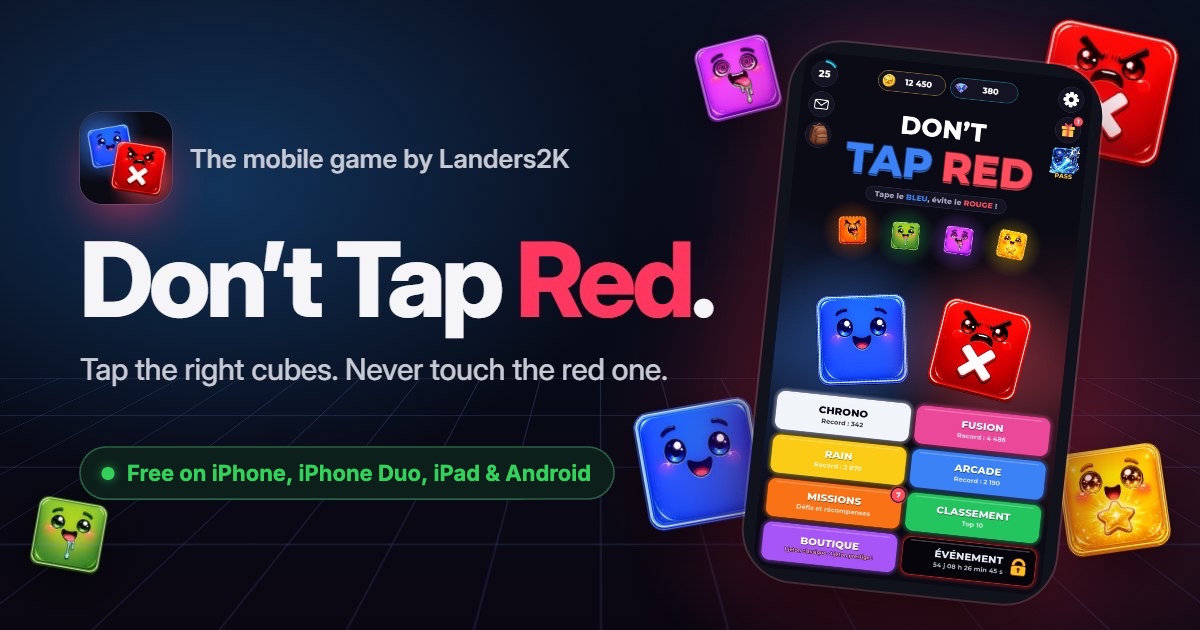 The mobile game by Landers2K
Don't Tap Red.
Tap the right cubes. Never touch the red one.
Free on iPhone, iPhone Duo, iPad & Android
25
12 450
380
1
DON'T
TAP RED
PASS
Tape le BLEU, évite le ROUGE !
CHRONO
Record : 342
FUSION
Record : 4 486
RAIN
Record : 2 870
ARCADE
Record : 2 190
MISSIONS
7
Défis et récompenses
CLASSEMENT
Top 10
BOUTIQUE
ÉVÉNEMENT
54 j 08 h 26 min 45 s